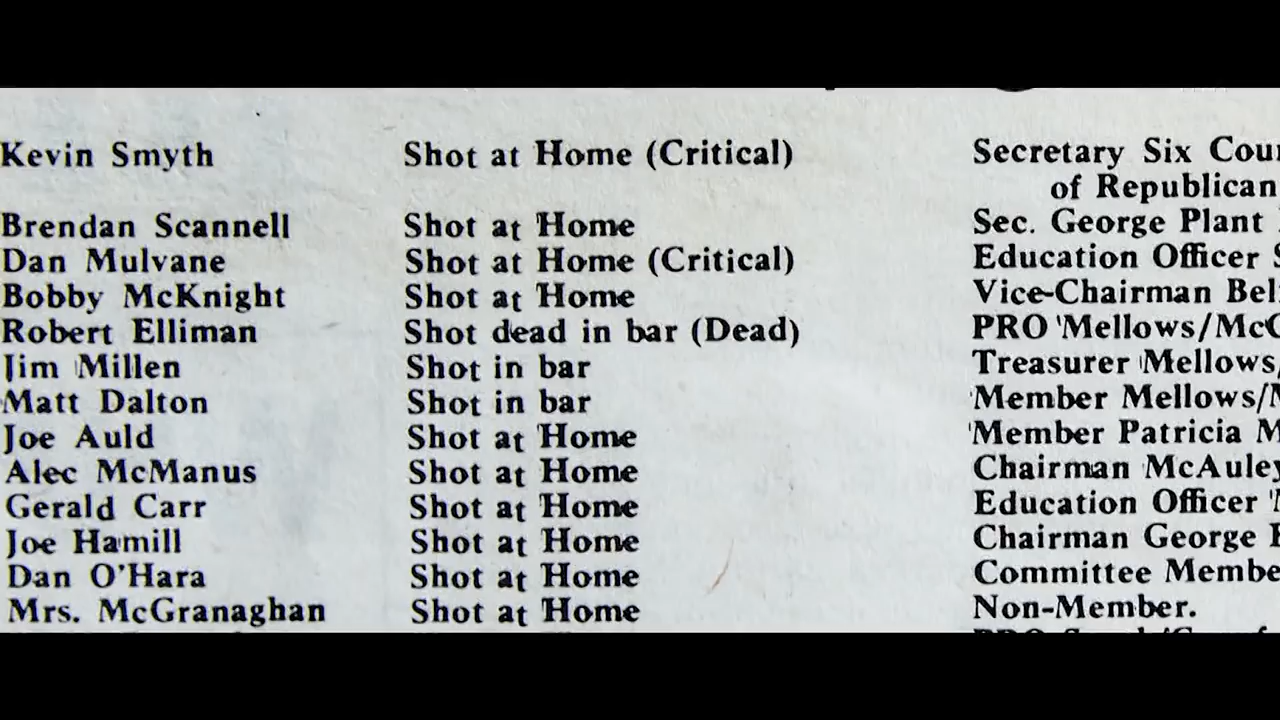 Kevin Smyth Shot at Home (Critical) Secretary Six
of Republican
Brendan Scannell Shot at Home Sec. George Plant
Dan Mulvane Shot at Home (Critical) Education Officer
Bobby McKnight Shot at Home Vice-Chairman
Robert Elliman Shot dead in bar (Dead) PRO Mellows/
Jim Millen Shot in bar Treasurer Mellows/
Matt Dalton Shot in bar Member Mellows/
Joe Auld Shot at Home Member Patricia
Alec McManus Shot at Home Chairman McAuley
Gerald Carr Shot at Home Education Officer
Joe Hamill Shot at Home Chairman George
Dan O'Hara Shot at Home Committee
Mrs. McGranaghan Shot at Home Non-Member.